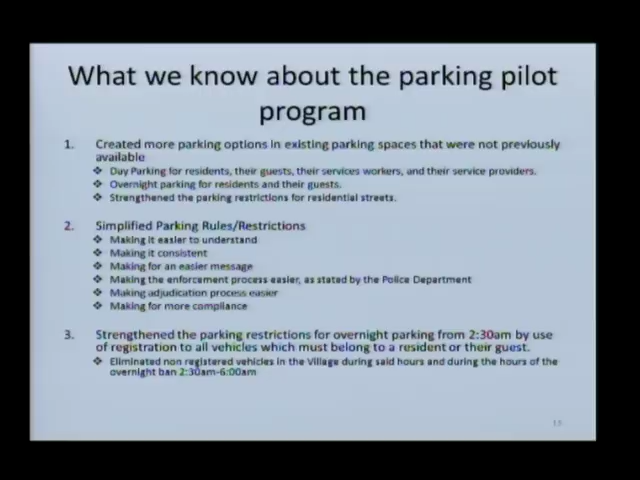 What we know about the parking pilot
program
1. Created more parking options in existing parking spaces that were not previously
available
❖ Day Parking for residents, their guests, their services workers, and their service providers.
❖ Overnight parking for residents and their guests.
❖ Strengthened the parking restrictions for residential streets.
2. Simplified Parking Rules/Restrictions
❖ Making it easier to understand
❖ Making it consistent
❖ Making for an easier message
❖ Making the enforcement process easier, as stated by the Police Department
❖ Making adjudication process easier
❖ Making for more compliance
3. Strengthened the parking restrictions for overnight parking from 2:30am by use
of registration to all vehicles which must belong to a resident or their guest.
❖ Eliminated non registered vehicles in the Village during said hours and during the hours of the
overnight ban 2:30am-6:00am